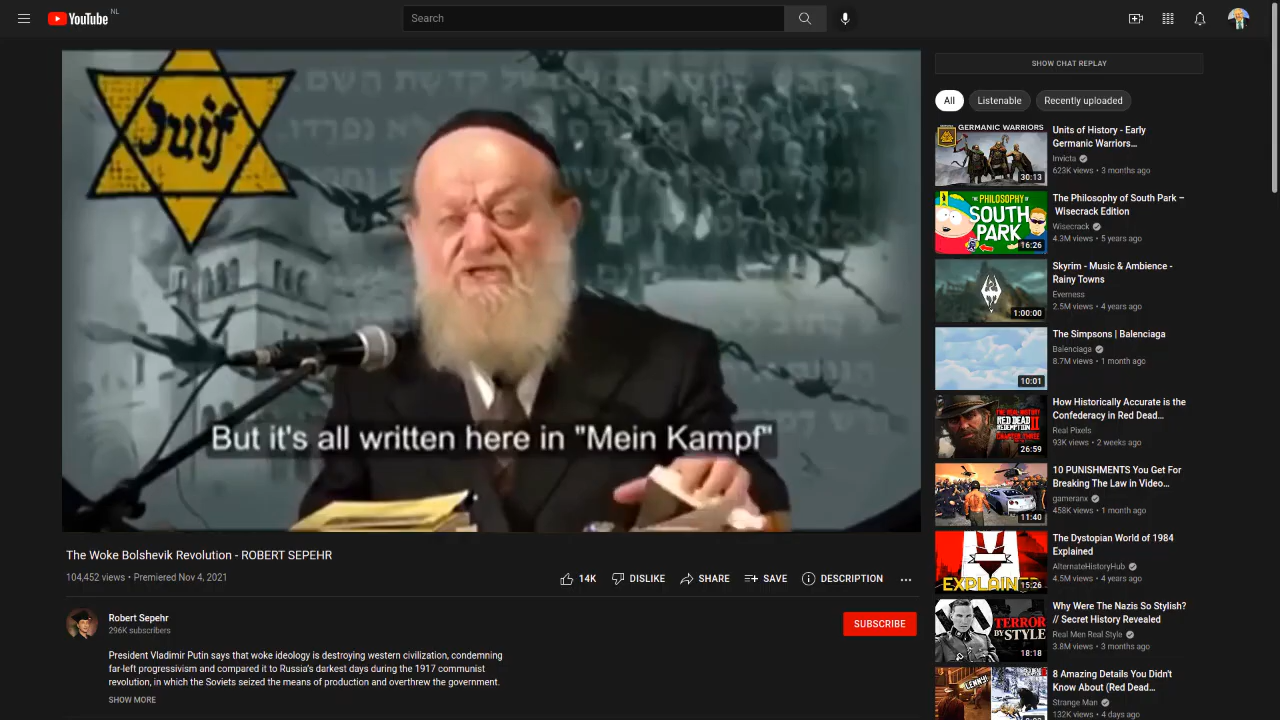 YouTube NL
Search
Juif
But it's all written here in "Mein Kampf"
The Woke Bolshevik Revolution - ROBERT SEPEHR
104,452 views • Premiered Nov 4, 2021
14K
DISLIKE
SHARE
SAVE
DESCRIPTION
Robert Sepehr
296K subscribers
SUBSCRIBE
President Vladimir Putin says that woke ideology is destroying western civilization, condemning
far-left progressivism and compared it to Russia's darkest days during the 1917 communist
revolution, in which the Soviets seized the means of production and overthrew the government.
SHOW MORE
SHOW CHAT REPLAY
All
Listenable
Recently uploaded
GERMANIC WARRIORS
30:13
Units of History - Early
Germanic Warriors...
Invicta
623K views • 3 months ago
THE PHILOSOPHY OF
SOUTH
PARK
16:26
The Philosophy of South Park –
Wisecrack Edition
Wisecrack
4.3M views • 5 years ago
1:00:00
Skyrim - Music & Ambience -
Rainy Towns
Everness
2.5M views • 4 years ago
10:01
The Simpsons | Balenciaga
Balenciaga
8.7M views • 1 month ago
RED DEAD
REDEMPTION II
26:59
How Historically Accurate is the
Confederacy in Red Dead...
Real Pixels
93K views • 2 weeks ago
11:40
10 PUNISHMENTS You Get For
Breaking The Law in Video...
gameranx
458K views • 1 month ago
EXPLAINED
15:26
The Dystopian World of 1984
Explained
AlternateHistoryHub
4.5M views • 4 years ago
TERROR
BY STYLE
18:18
Why Were The Nazis So Stylish?
// Secret History Revealed
Real Men Real Style
3.8M views • 3 months ago
LENNY!
8 Amazing Details You Didn't
Know About (Red Dead...
Strange Man
132K views • 4 days ago